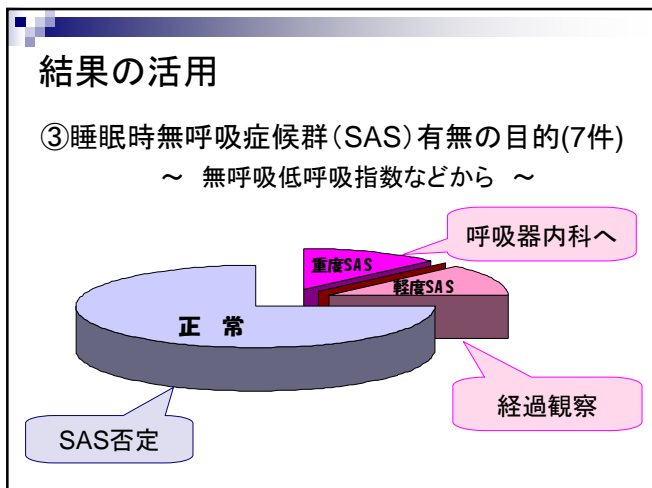 結果の活用
③睡眠時無呼吸症候群（SAS）有無の目的(7件)
～ 無呼吸低呼吸指数などから ～
呼吸器内科へ
重度SAS
軽度SAS
正 常
経過観察
SAS否定